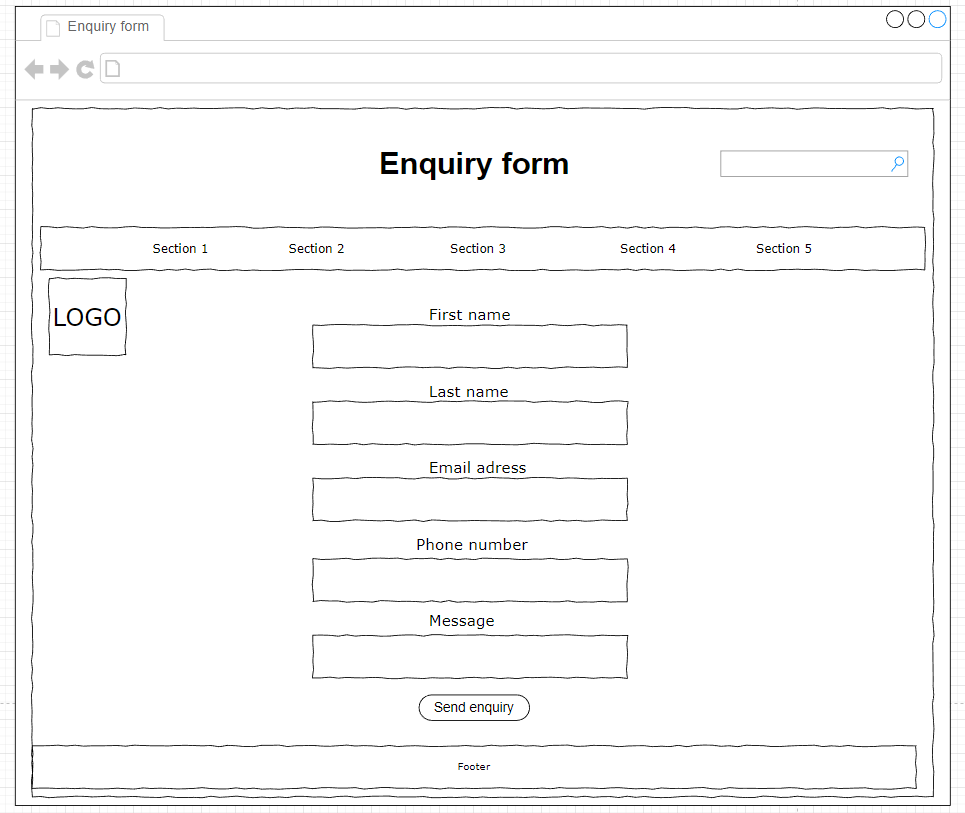 Enquiry form
Enquiry form
Section 1 Section 2 Section 3 Section 4 Section 5
LOGO
First name
Last name
Email adress
Phone number
Message
Send enquiry
Footer